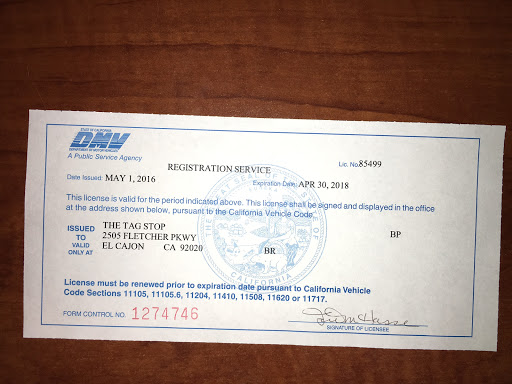 STATE OF CALIFORNIA
DMV
DEPARTMENT OF MOTOR VEHICLES
A Public Service Agency
REGISTRATION SERVICE
Lic. No. 85499
Date Issued: MAY 1, 2016
Expiration Date: APR 30, 2018
This license is valid for the period indicated above. This license shall be signed and displayed in the office
at the address shown below, pursuant to the California Vehicle Code.
ISSUED TO VALID ONLY AT
THE TAG STOP
2505 FLETCHER PKWY
EL CAJON CA 92020
BR
BP
CALIFORNIA
License must be renewed prior to expiration date pursuant to California Vehicle
Code Sections 11105, 11105.6, 11204, 11410, 11508, 11620 or 11717.
FORM CONTROL NO. 1274746
SIGNATURE OF LICENSEE